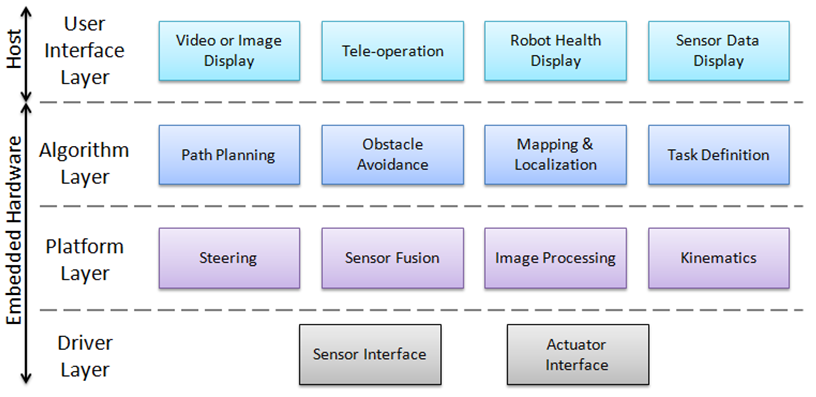 Host
User
Interface
Layer
Video or Image
Display
Tele-operation
Robot Health
Display
Sensor Data
Display
Embedded Hardware
Algorithm
Layer
Path Planning
Obstacle
Avoidance
Mapping &
Localization
Task Definition
Platform
Layer
Steering
Sensor Fusion
Image Processing
Kinematics
Driver
Layer
Sensor Interface
Actuator
Interface